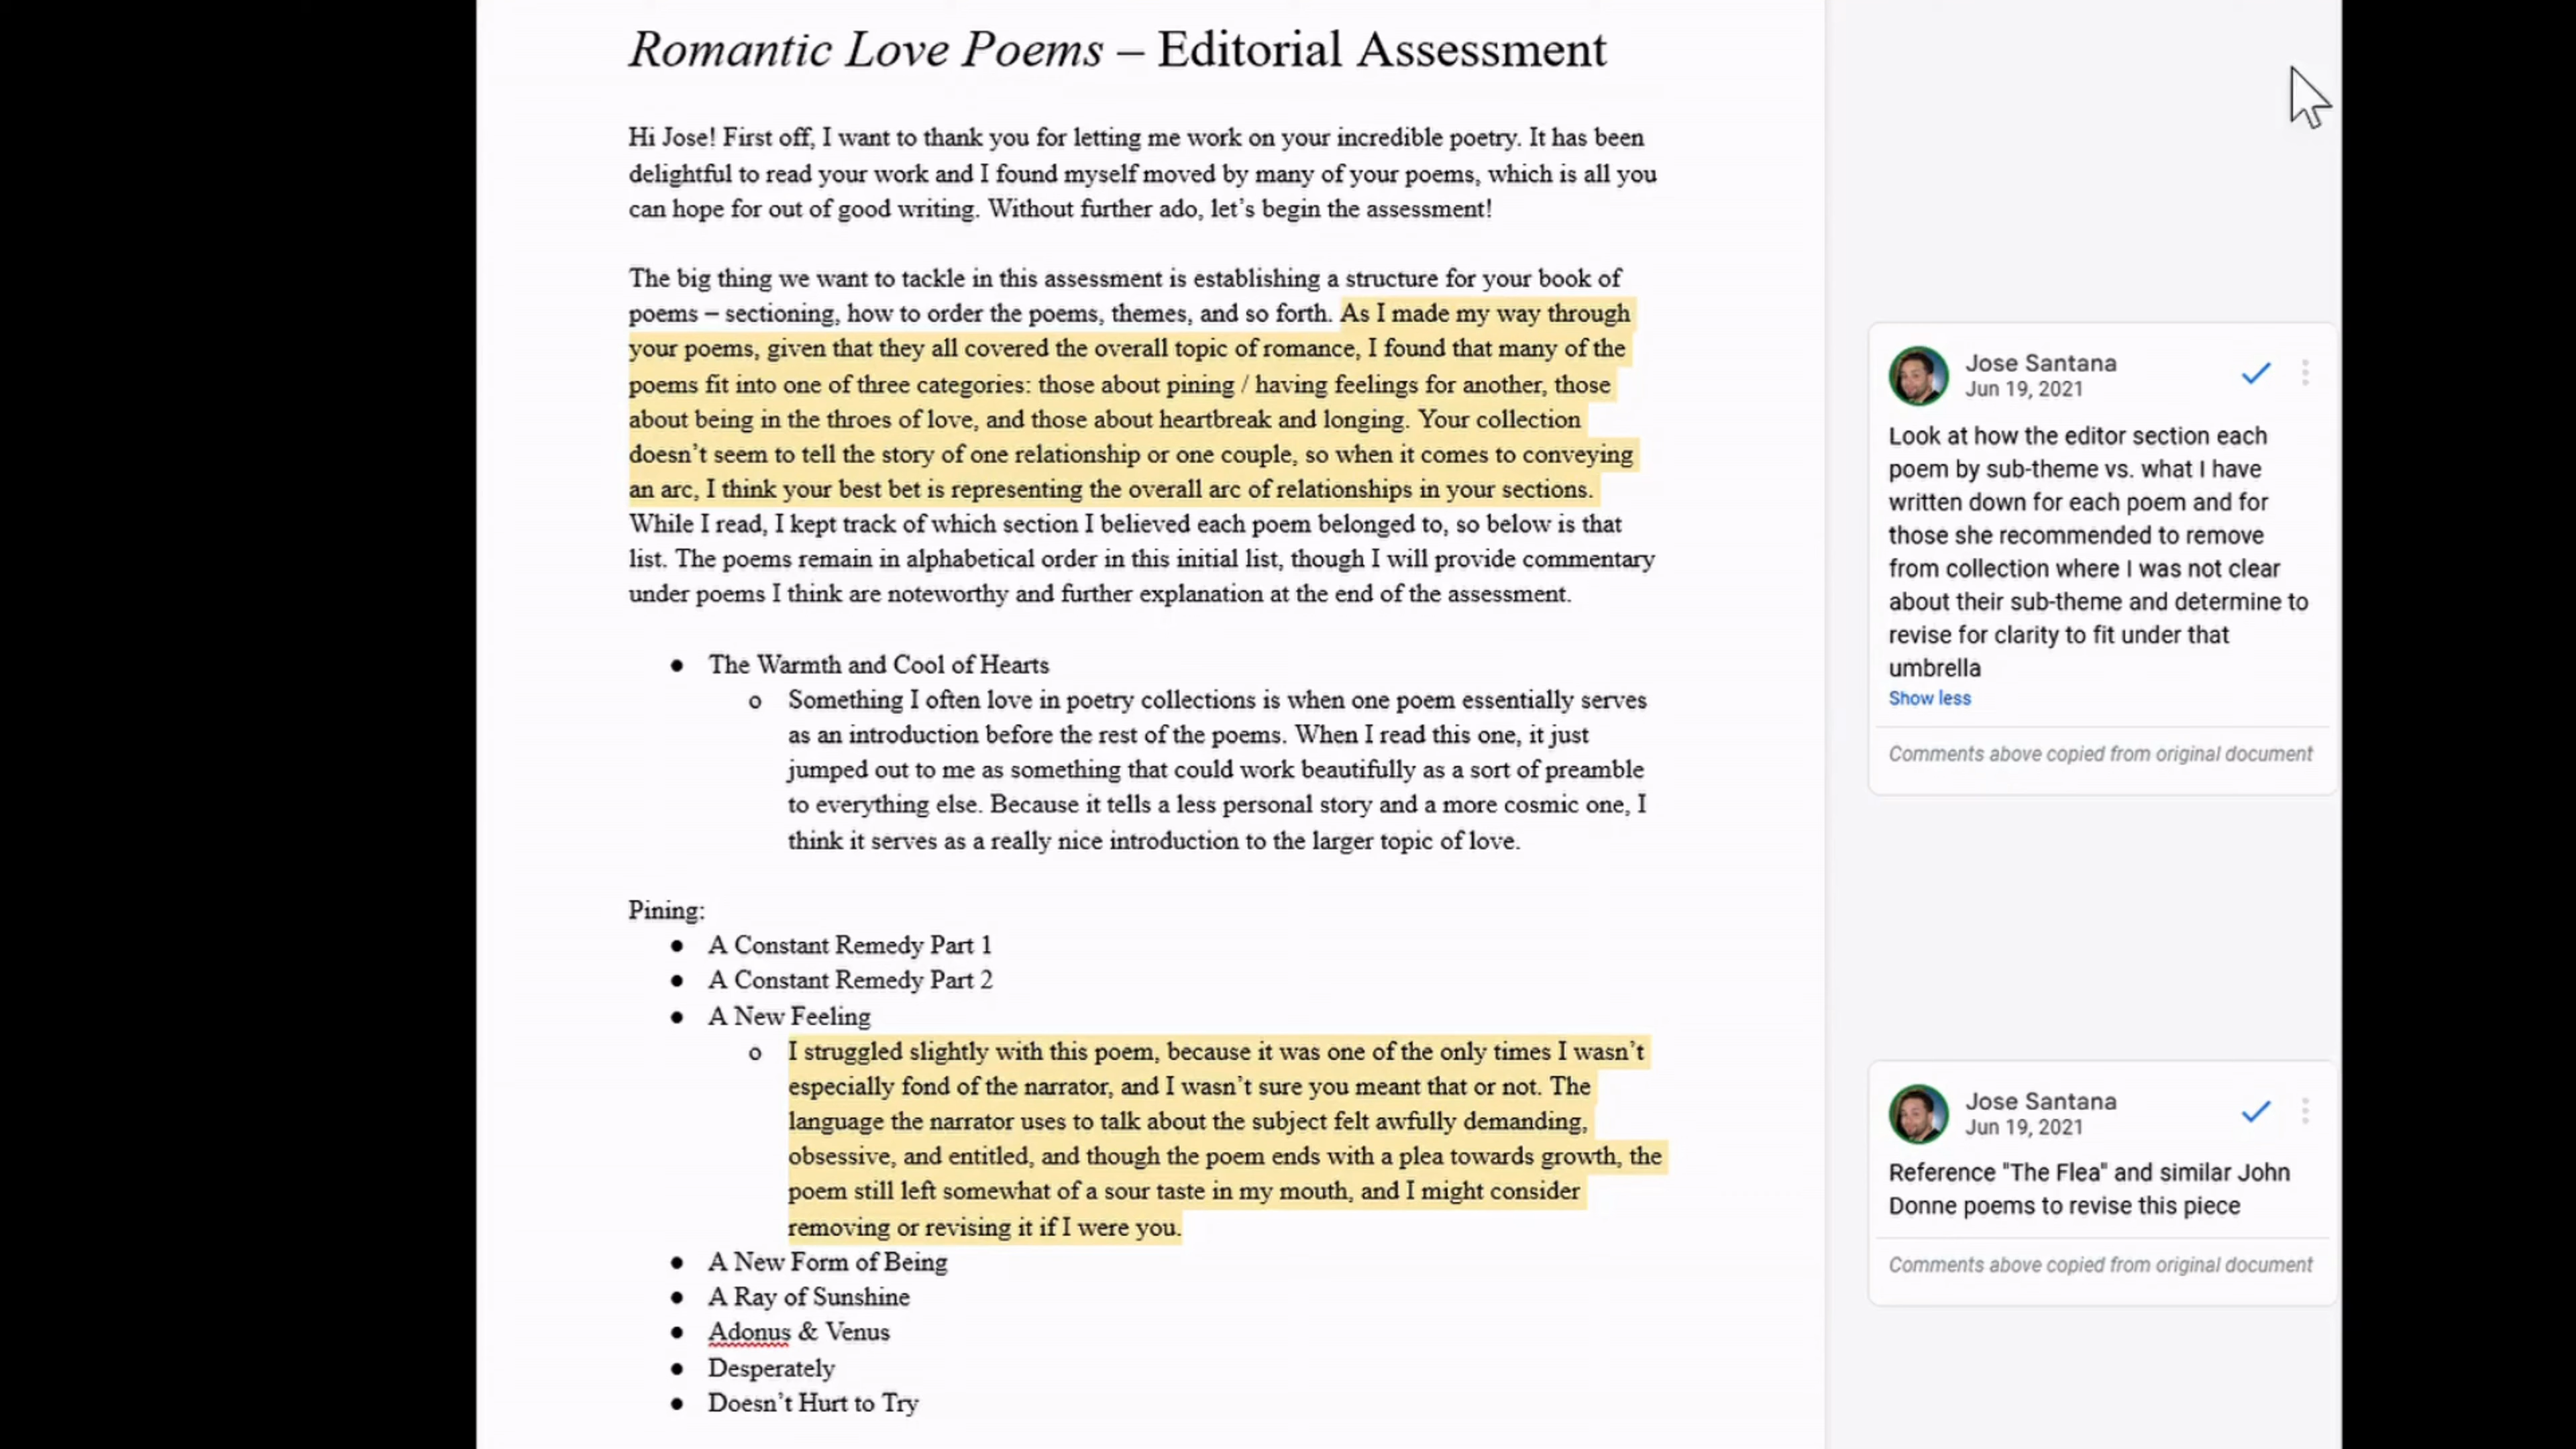 Romantic Love Poems – Editorial Assessment
Hi Jose! First off, I want to thank you for letting me work on your incredible poetry. It has been
delightful to read your work and I found myself moved by many of your poems, which is all you
can hope for out of good writing. Without further ado, let’s begin the assessment!
The big thing we want to tackle in this assessment is establishing a structure for your book of
poems – sectioning, how to order the poems, themes, and so forth. As I made my way through
your poems, given that they all covered the overall topic of romance, I found that many of the
poems fit into one of three categories: those about pining / having feelings for another, those
about being in the throes of love, and those about heartbreak and longing. Your collection
doesn’t seem to tell the story of one relationship or one couple, so when it comes to conveying
an arc, I think your best bet is representing the overall arc of relationships in your sections.
While I read, I kept track of which section I believed each poem belonged to, so below is that
list. The poems remain in alphabetical order in this initial list, though I will provide commentary
under poems I think are noteworthy and further explanation at the end of the assessment.
● The Warmth and Cool of Hearts
o Something I often love in poetry collections is when one poem essentially serves
as an introduction before the rest of the poems. When I read this one, it just
jumped out to me as something that could work beautifully as a sort of preamble
to everything else. Because it tells a less personal story and a more cosmic one, I
think it serves as a really nice introduction to the larger topic of love.
Pining:
● A Constant Remedy Part 1
● A Constant Remedy Part 2
● A New Feeling
o I struggled slightly with this poem, because it was one of the only times I wasn’t
especially fond of the narrator, and I wasn’t sure you meant that or not. The
language the narrator uses to talk about the subject felt awfully demanding,
obsessive, and entitled, and though the poem ends with a plea towards growth, the
poem still left somewhat of a sour taste in my mouth, and I might consider
removing or revising it if I were you.
● A New Form of Being
● A Ray of Sunshine
● Adonus & Venus
● Desperately
● Doesn’t Hurt to Try
Jose Santana
Jun 19, 2021
Look at how the editor section each
poem by sub-theme vs. what I have
written down for each poem and for
those she recommended to remove
from collection where I was not clear
about their sub-theme and determine to
revise for clarity to fit under that
umbrella
Show less
Comments above copied from original document
Jose Santana
Jun 19, 2021
Reference "The Flea" and similar John
Donne poems to revise this piece
Comments above copied from original document